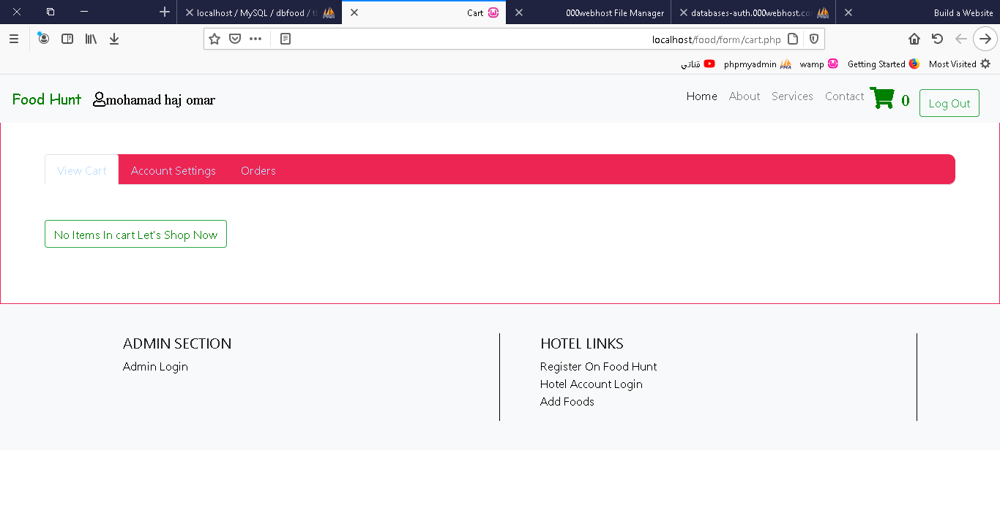 localhost / MySQL / dbfood / t
Cart
000webhost File Manager
databases-auth.000webhost.co
Build a Website
localhost/food/form/cart.php
قناتي
phpmyadmin
wamp
Getting Started
Most Visited
Food Hunt
mohamad haj omar
Home
About
Services
Contact
0
Log Out
View Cart
Account Settings
Orders
No Items In cart Let's Shop Now
ADMIN SECTION
Admin Login
HOTEL LINKS
Register On Food Hunt
Hotel Account Login
Add Foods